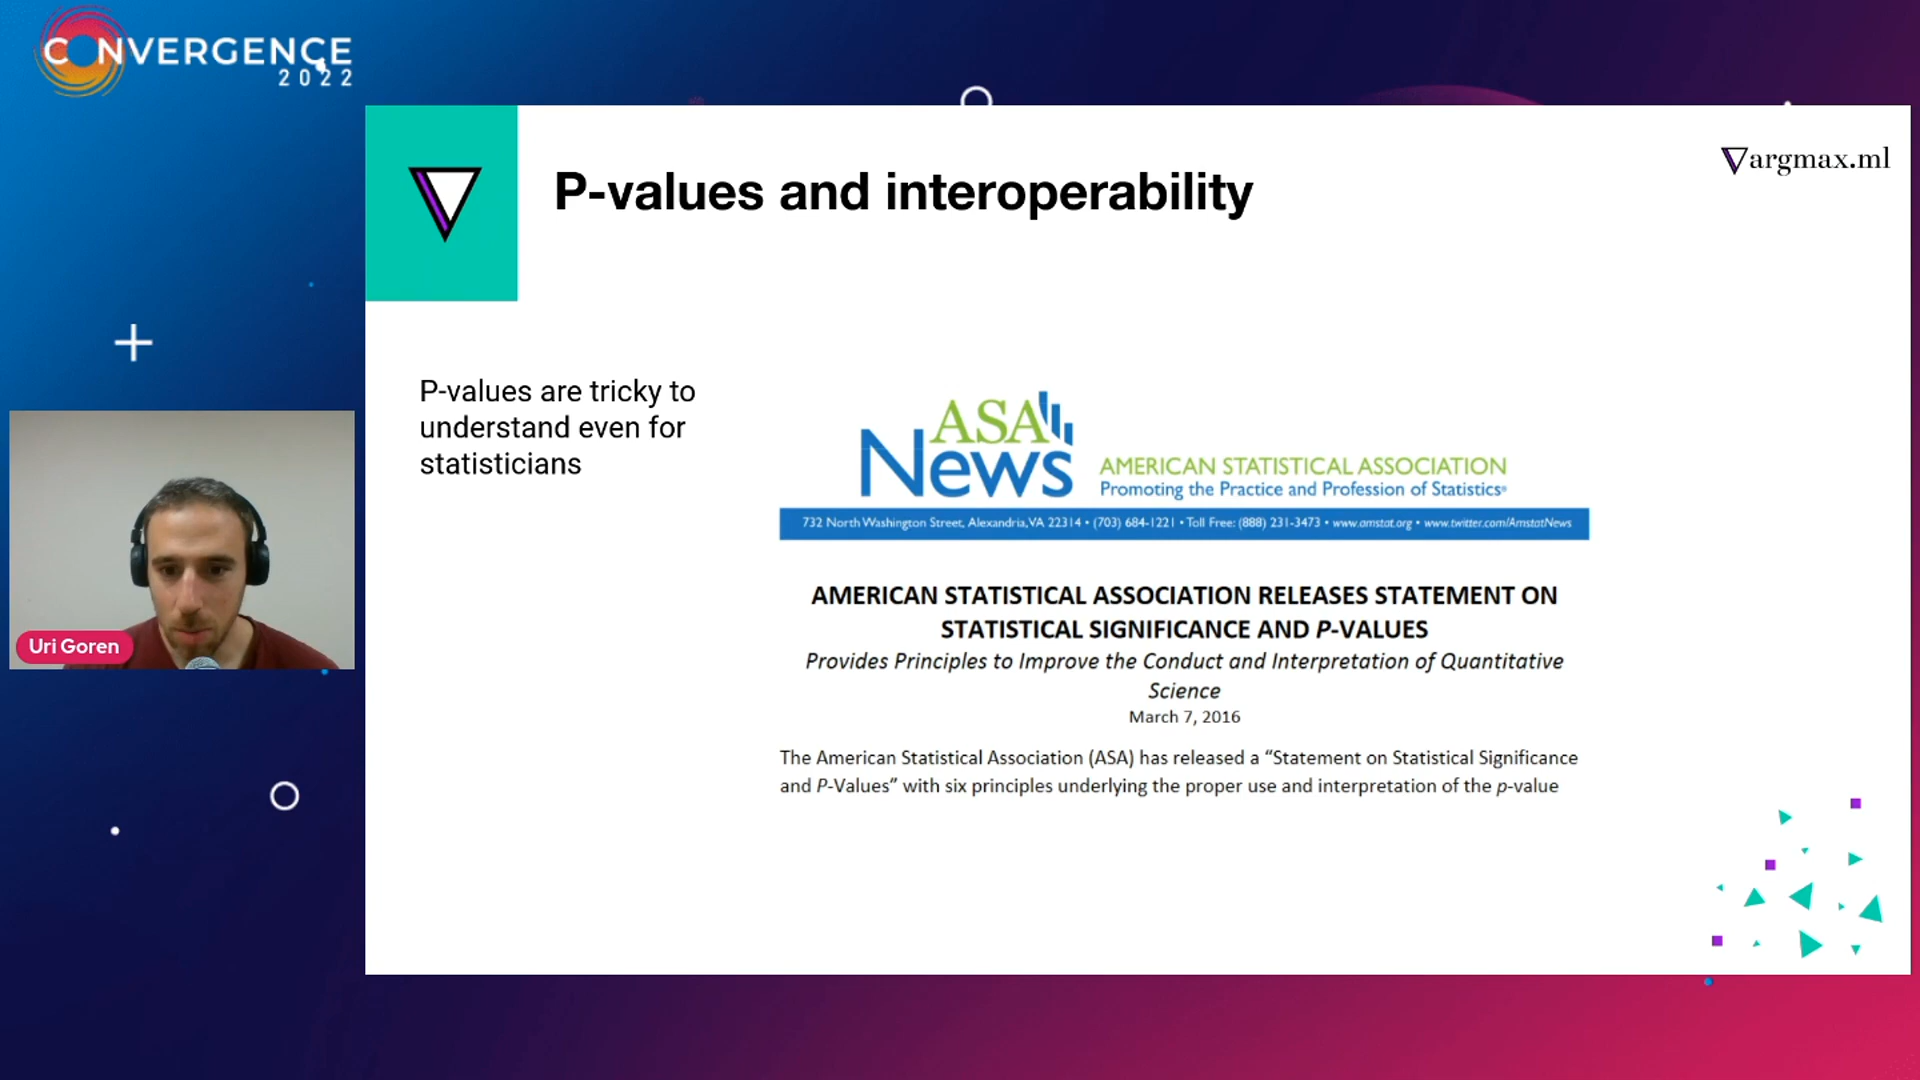 CONVERGENCE
2022
argmax.ml
P-values and interoperability
P-values are tricky to
understand even for
statisticians
ASA
News
AMERICAN STATISTICAL ASSOCIATION
Promoting the Practice and Profession of Statistics®
732 North Washington Street, Alexandria, VA 22314 • (703) 684-1221 • Toll Free: (888) 231-3473 • www.amstat.org • www.twitter.com/AmstatNews
AMERICAN STATISTICAL ASSOCIATION RELEASES STATEMENT ON
STATISTICAL SIGNIFICANCE AND P-VALUES
Provides Principles to Improve the Conduct and Interpretation of Quantitative
Science
March 7, 2016
The American Statistical Association (ASA) has released a “Statement on Statistical Significance
and P-Values” with six principles underlying the proper use and interpretation of the p-value
Uri Goren